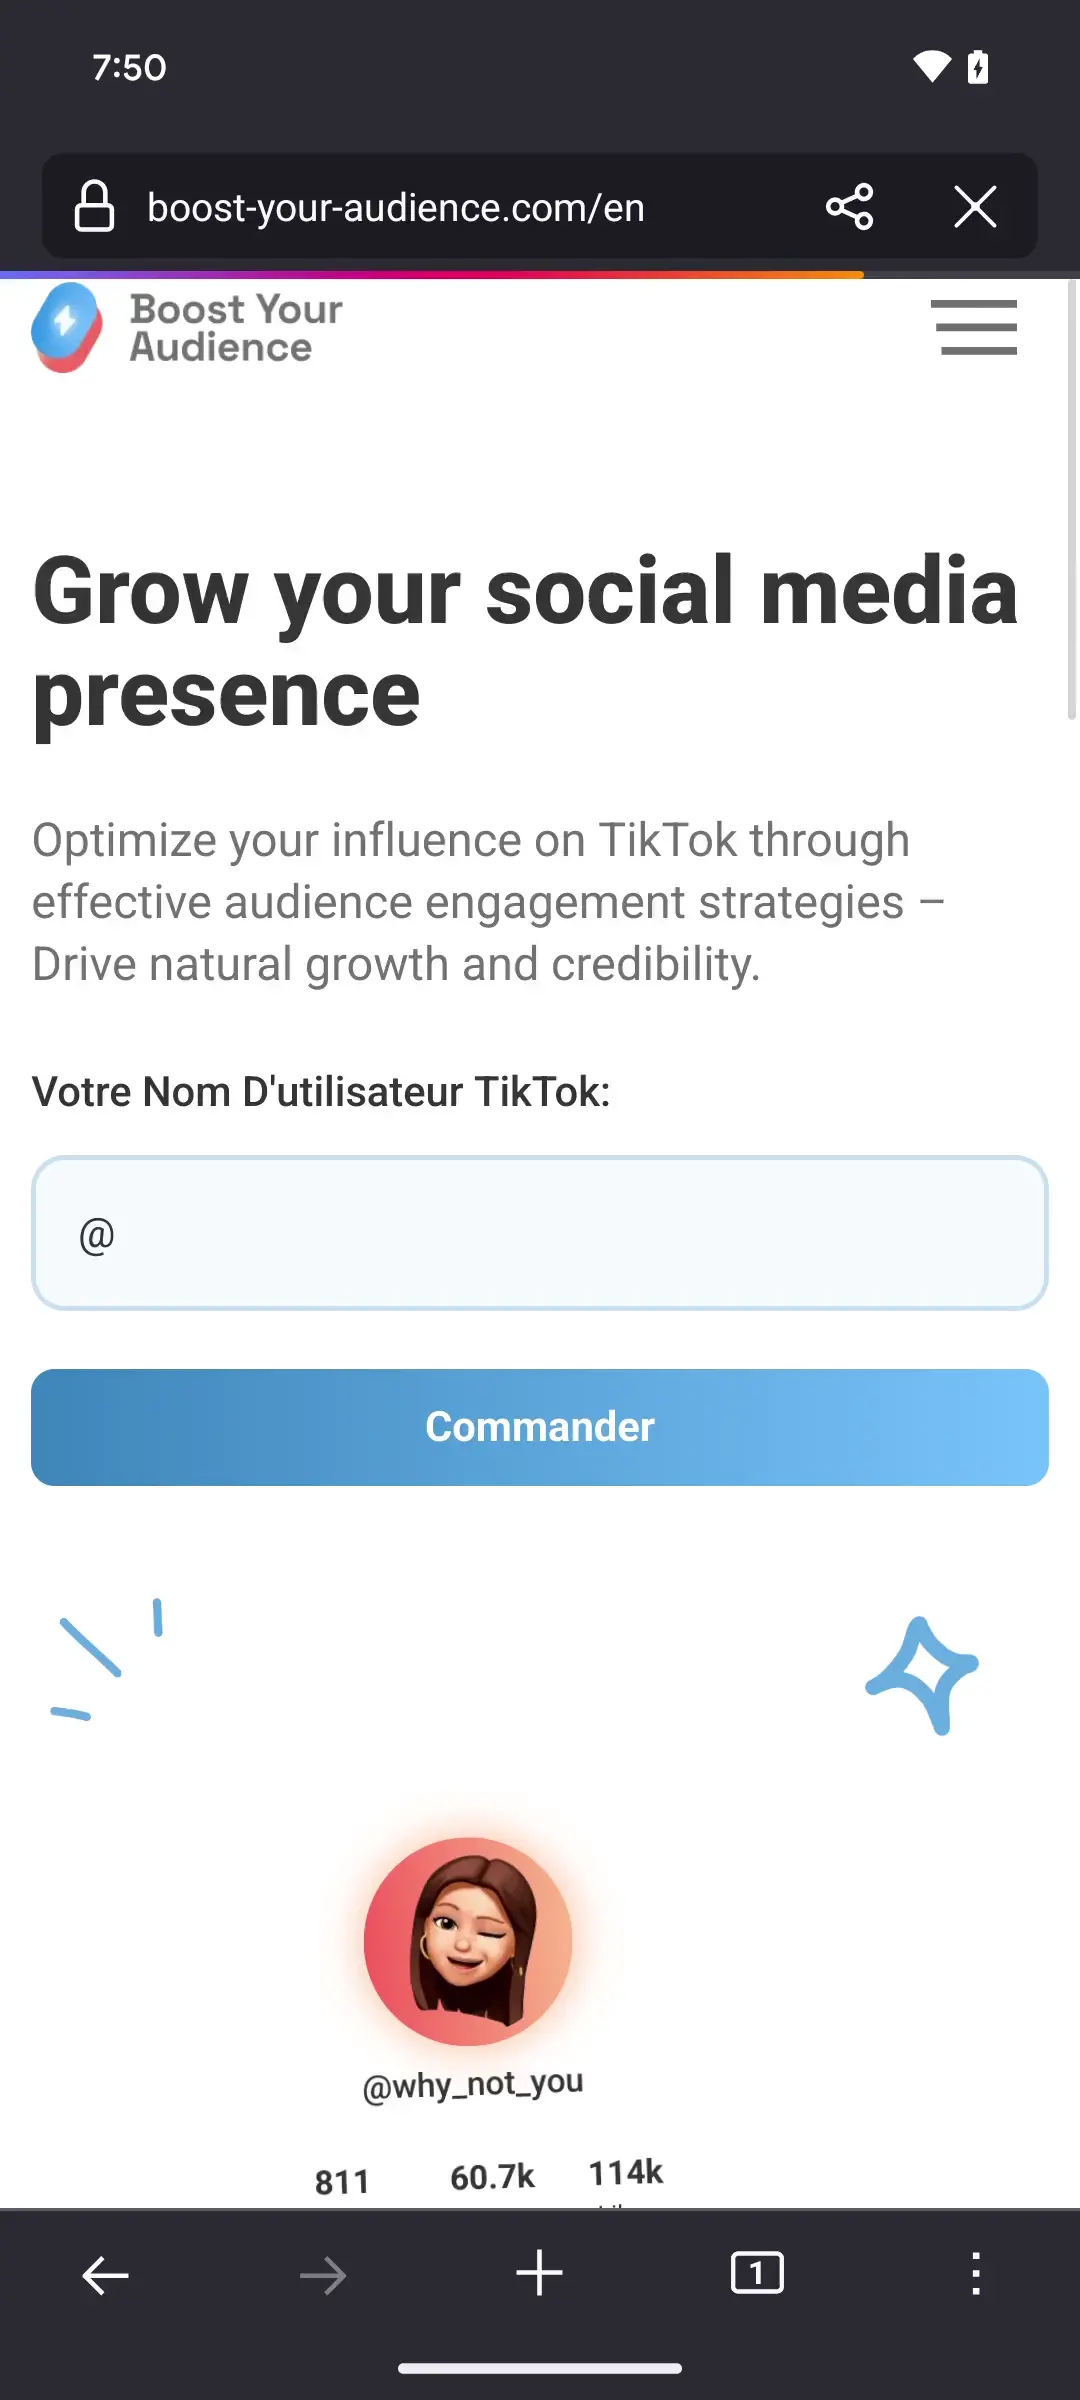 7:50
boost-your-audience.com/en
Boost Your
Audience
Grow your social media
presence
Optimize your influence on TikTok through
effective audience engagement strategies –
Drive natural growth and credibility.
Votre Nom D'utilisateur TikTok:
@
Commander
@why_not_you
811 60.7k 114k
1